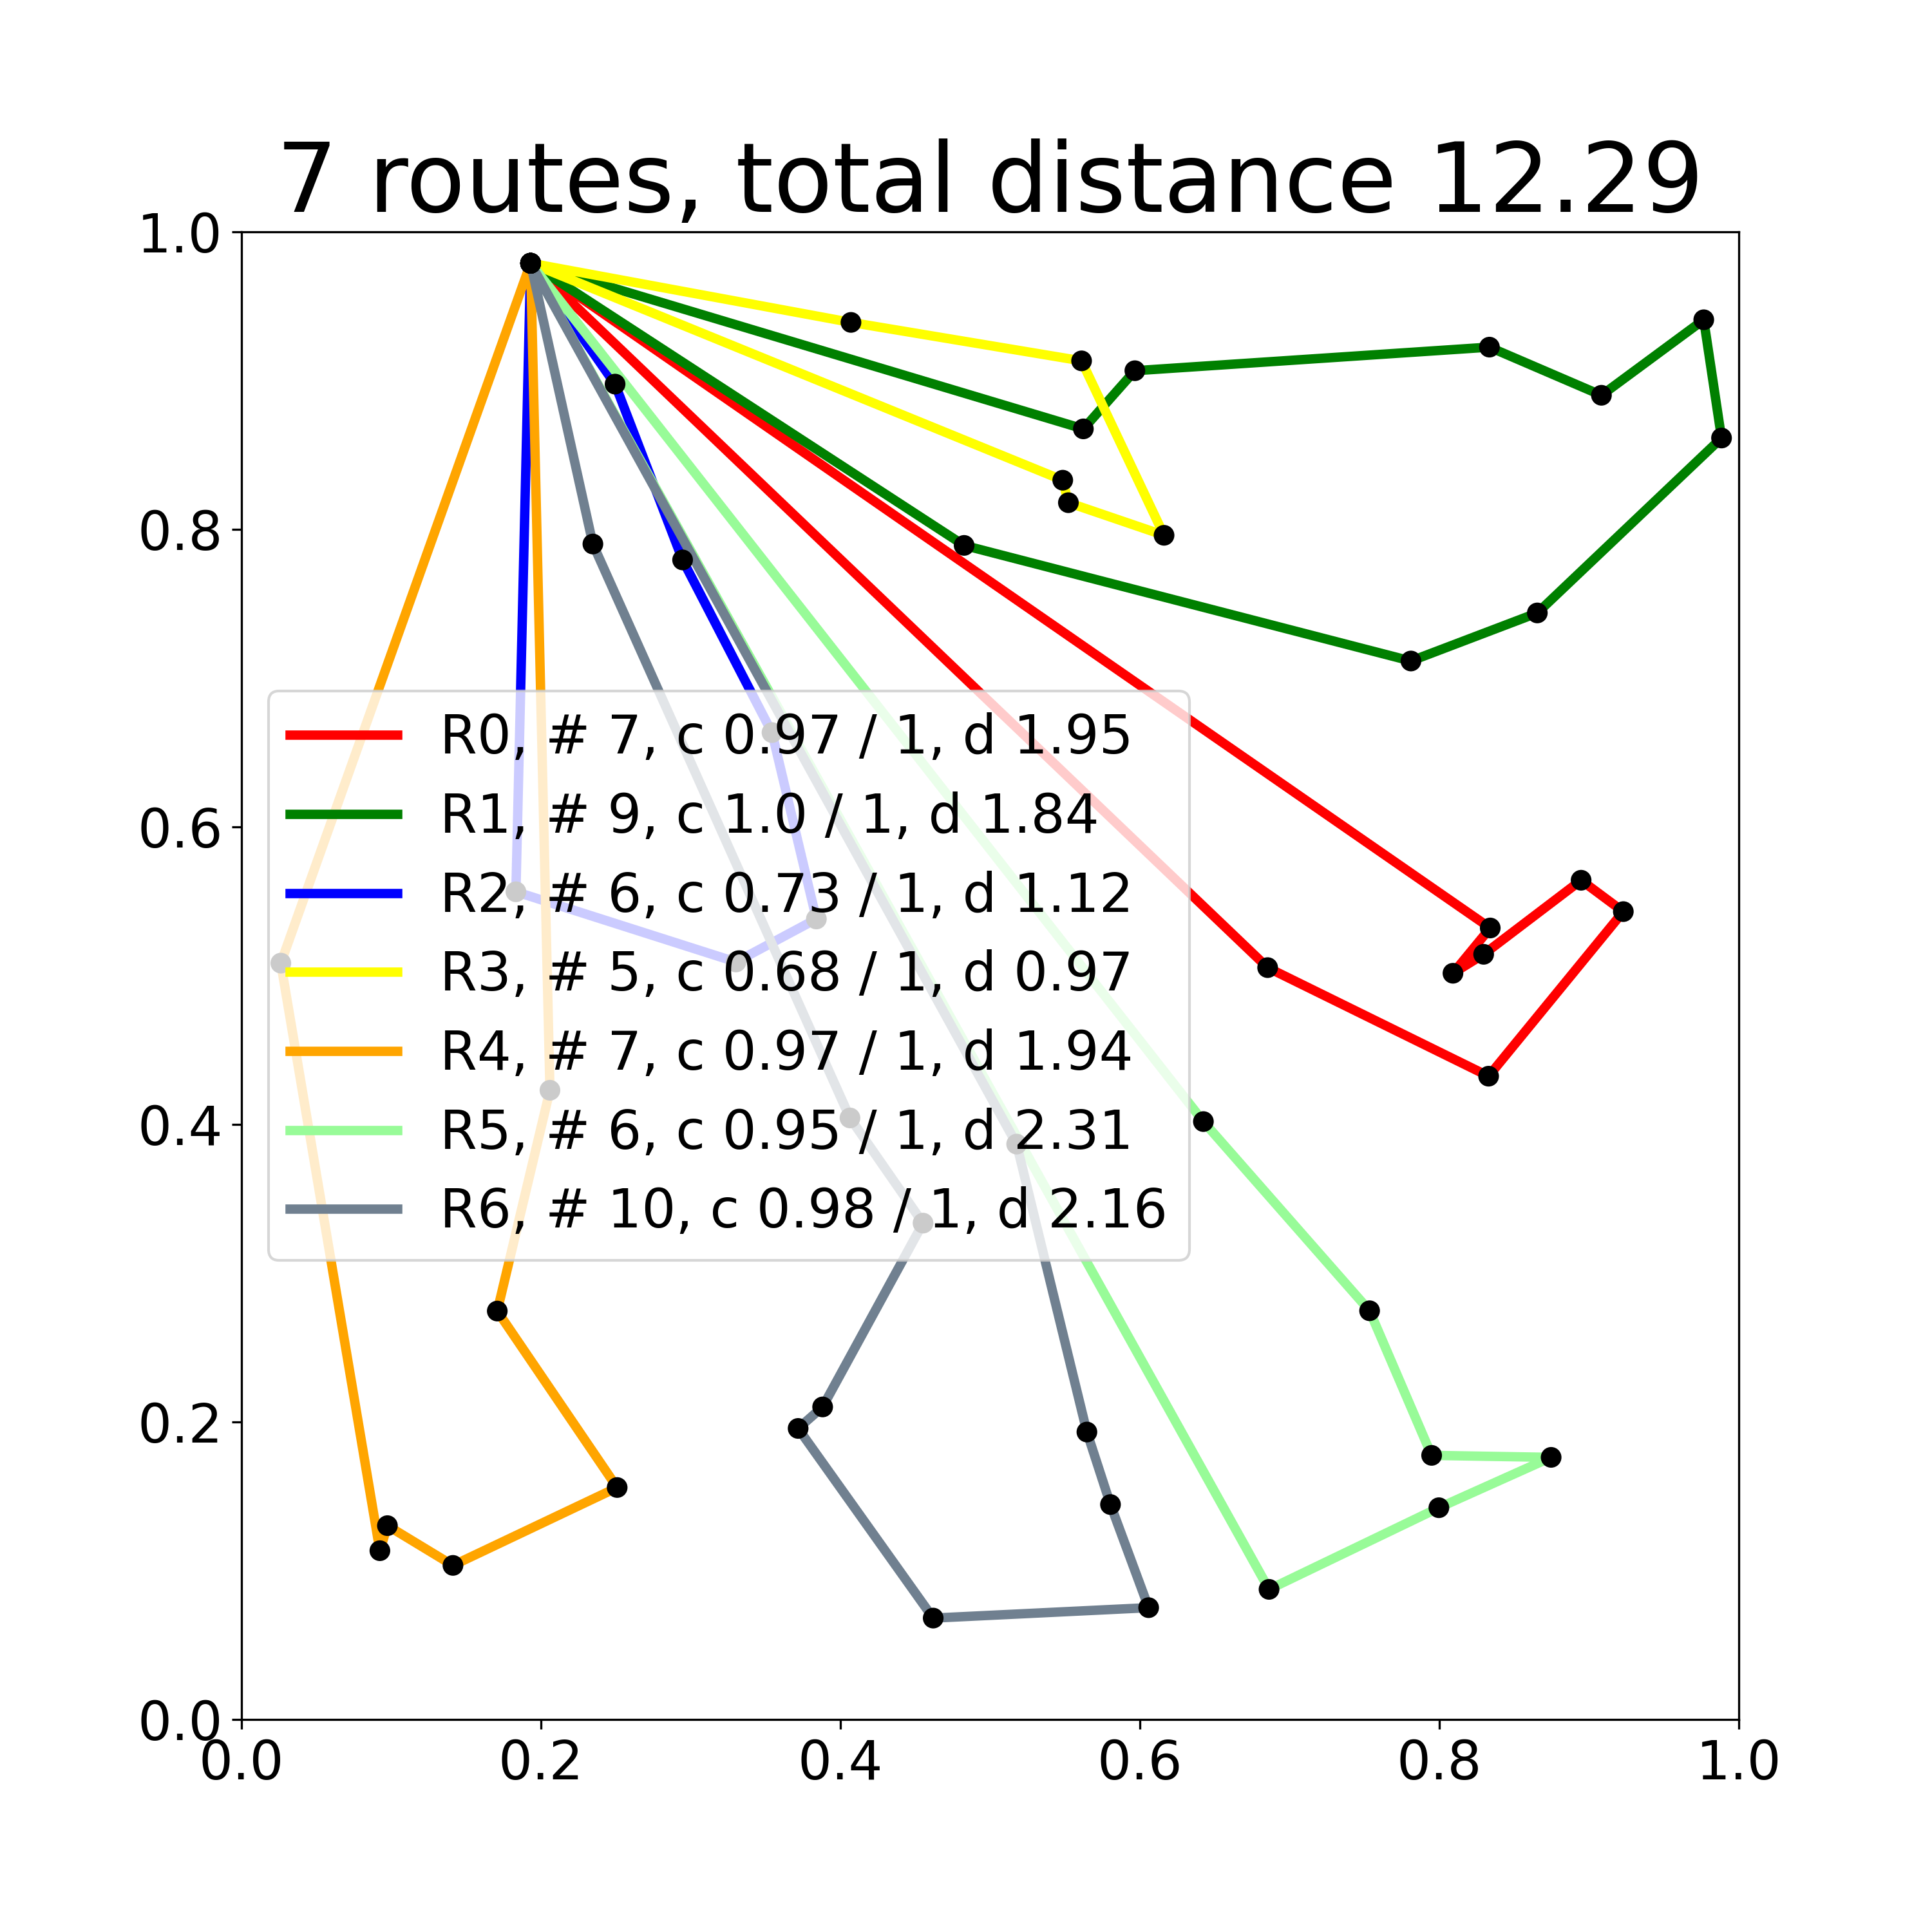 7 routes, total distance 12.29
1.0
0.8
0.6
0.4
0.2
0.0
R0, # 7, c 0.97 / 1, d 1.95
R1, # 9, c 1.0 / 1, d 1.84
R2, # 6, c 0.73 / 1, d 1.12
R3, # 5, c 0.68 / 1, d 0.97
R4, # 7, c 0.97 / 1, d 1.94
R5, # 6, c 0.95 / 1, d 2.31
R6, # 10, c 0.98 / 1, d 2.16
0.0 0.2 0.4 0.6 0.8 1.0